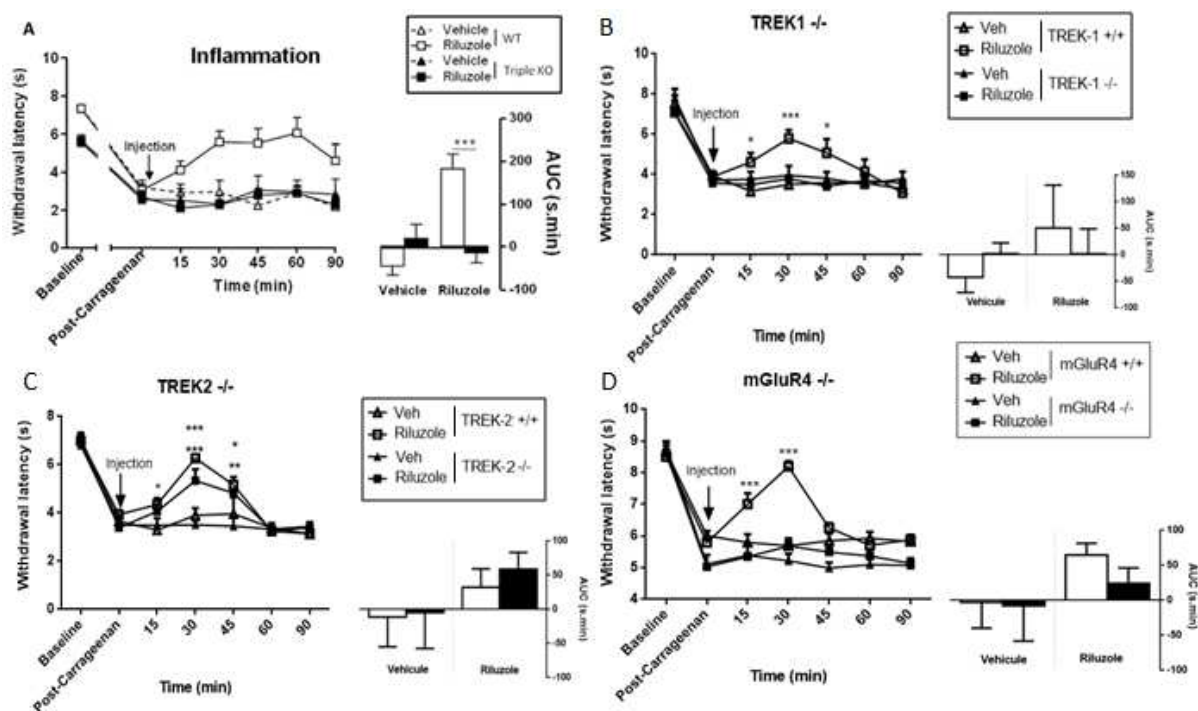 A
Inflammation
Vehicle
Riluzole
WT
Vehicle
Riluzole
Triple KO
Withdrawal latency (s)
10
8
6
4
2
0
Injection
***
300
200
100
0
-100
AUC (s.min)
Baseline
Post-Carrageenan
15
30
45
60
90
Time (min)
Vehicle
Riluzole
B
TREK1 -/-
Veh
Riluzole
TREK-1 +/+
Veh
Riluzole
TREK-1 -/-
Withdrawal latency (s)
10
8
6
4
2
0
Injection
*
***
*
150
100
50
0
-50
-100
AUC (s.min)
Baseline
Post-Carrageenan
15
30
45
60
90
Time (min)
Vehicule
Riluzole
C
TREK2 -/-
Veh
Riluzole
TREK-2 +/+
Veh
Riluzole
TREK-2 -/-
Withdrawal latency (s)
8
6
4
2
0
Injection
*
***
***
*
**
100
50
0
-50
-100
AUC (s.min)
Baseline
Post-Carrageenan
15
30
45
60
90
Time (min)
Vehicule
Riluzole
D
mGluR4 -/-
Veh
Riluzole
mGluR4 +/+
Veh
Riluzole
mGluR4 -/-
Withdrawal latency (s)
10
9
8
7
6
5
4
Injection
***
***
100
50
0
-50
-100
AUC (s.min)
Baseline
Post-Carrageenan
15
30
45
60
90
Time (min)
Vehicule
Riluzole